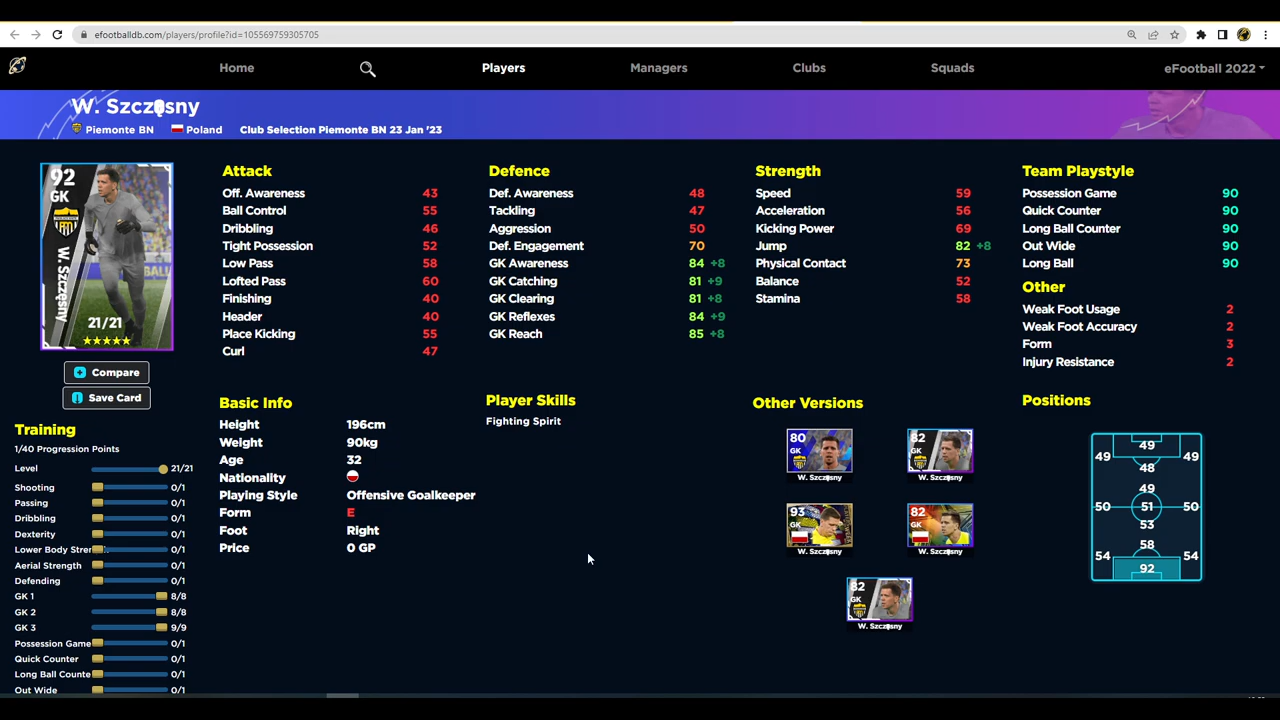 efootballdb.com/players/profile?id=105569759305705
Home
Players
Managers
Clubs
Squads
eFootball 2022
W. Szczęsny
Piemonte BN
Poland
Club Selection Piemonte BN 23 Jan '23
92
GK
W. Szczęsny
21/21
Compare
Save Card
Training
1/40 Progression Points
Level 21/21
Shooting 0/1
Passing 0/1
Dribbling 0/1
Dexterity 0/1
Lower Body Streng 0/1
Aerial Strength 0/1
Defending 0/1
GK 1 8/8
GK 2 8/8
GK 3 9/9
Possession Game 0/1
Quick Counter 0/1
Long Ball Counte 0/1
Out Wide 0/1
Attack
Off. Awareness 43
Ball Control 55
Dribbling 46
Tight Possession 52
Low Pass 58
Lofted Pass 60
Finishing 40
Header 40
Place Kicking 55
Curl 47
Defence
Def. Awareness 48
Tackling 47
Aggression 50
Def. Engagement 70
GK Awareness 84 +8
GK Catching 81 +9
GK Clearing 81 +8
GK Reflexes 84 +9
GK Reach 85 +8
Strength
Speed 59
Acceleration 56
Kicking Power 69
Jump 82 +8
Physical Contact 73
Balance 52
Stamina 58
Team Playstyle
Possession Game 90
Quick Counter 90
Long Ball Counter 90
Out Wide 90
Long Ball 90
Other
Weak Foot Usage 2
Weak Foot Accuracy 2
Form 3
Injury Resistance 2
Basic Info
Height 196cm
Weight 90kg
Age 32
Nationality
Playing Style Offensive Goalkeeper
Form E
Foot Right
Price 0 GP
Player Skills
Fighting Spirit
Other Versions
80
GK
W. Szczęsny
82
GK
W. Szczęsny
93
GK
W. Szczęsny
82
GK
W. Szczęsny
82
GK
W. Szczęsny
Positions
49
49 49
48
49
50 51 50
53
58
54 54
92